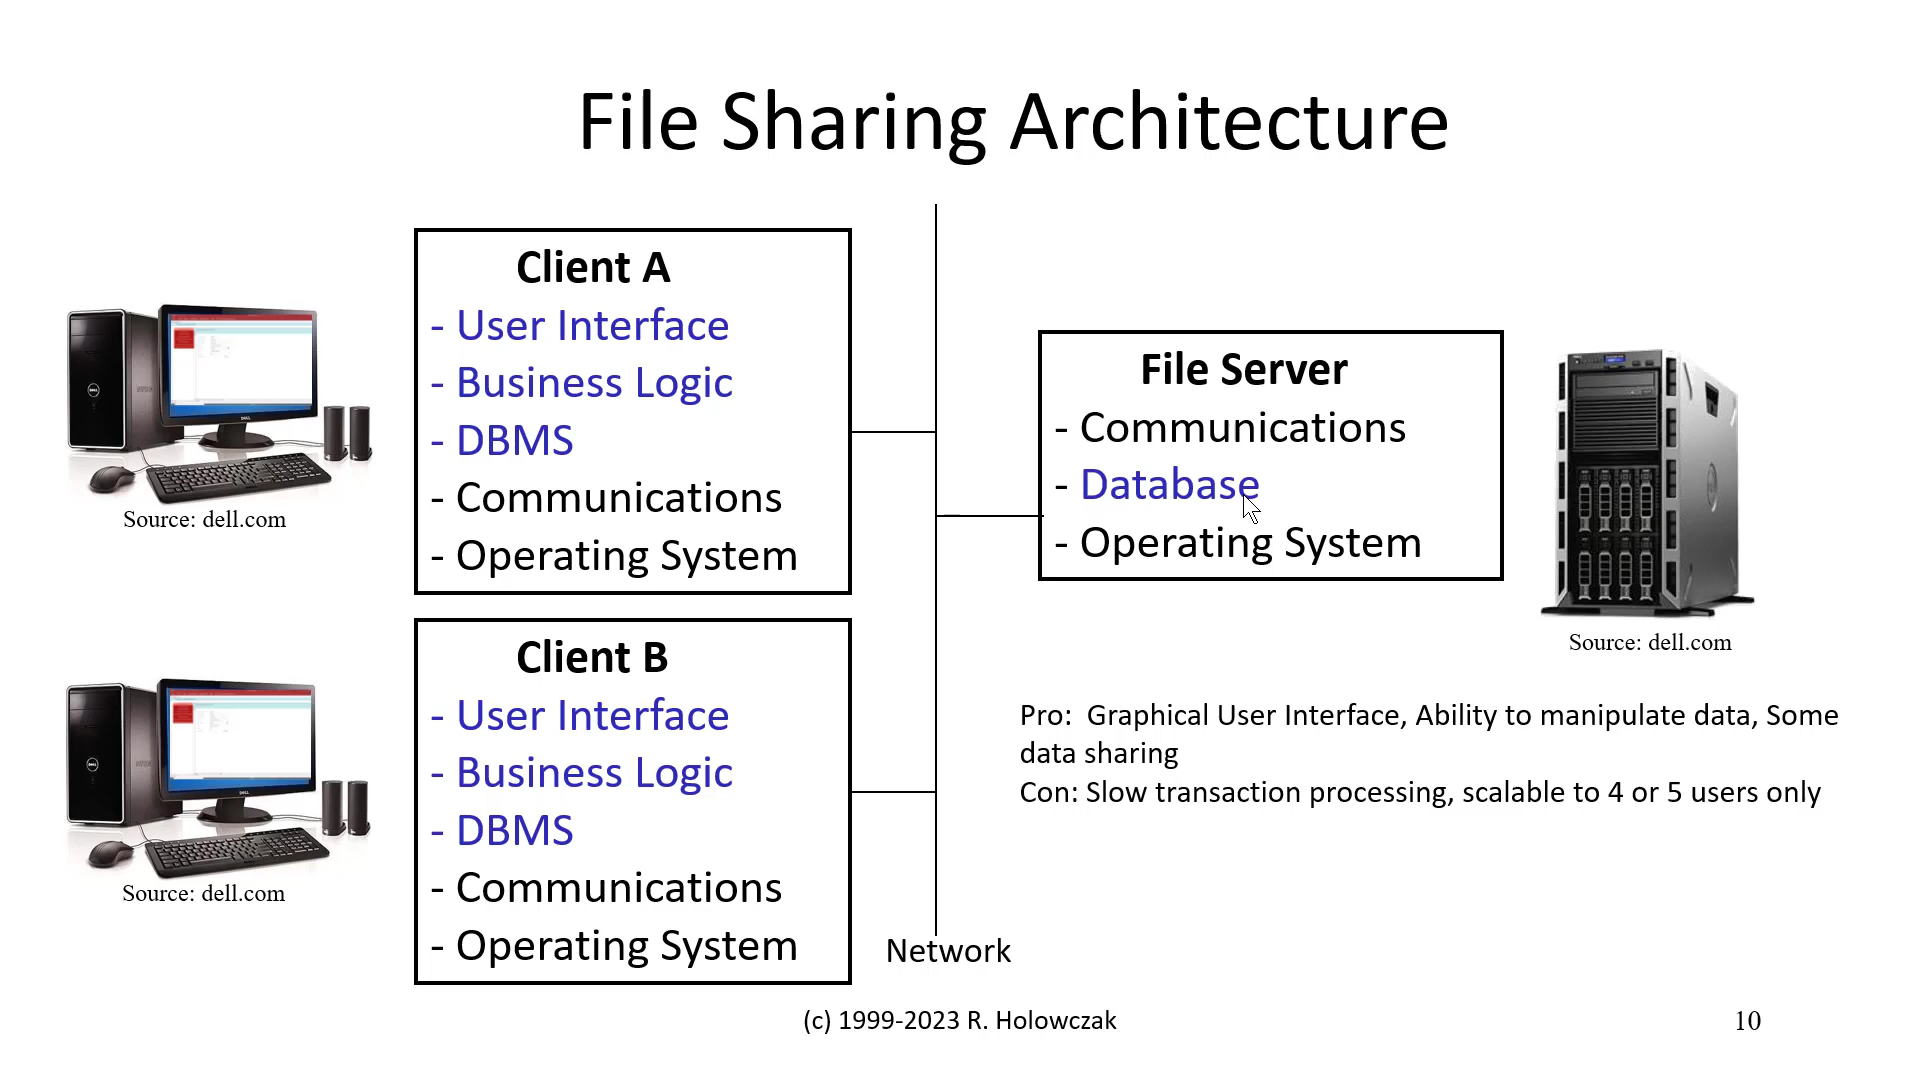 File Sharing Architecture
Client A
- User Interface
- Business Logic
- DBMS
- Communications
- Operating System
Source: dell.com
File Server
- Communications
- Database
- Operating System
Source: dell.com
Client B
- User Interface
- Business Logic
- DBMS
- Communications
- Operating System
Source: dell.com
Pro:  Graphical User Interface, Ability to manipulate data, Some
data sharing
Con: Slow transaction processing, scalable to 4 or 5 users only
Network
(c) 1999-2023 R. Holowczak
10